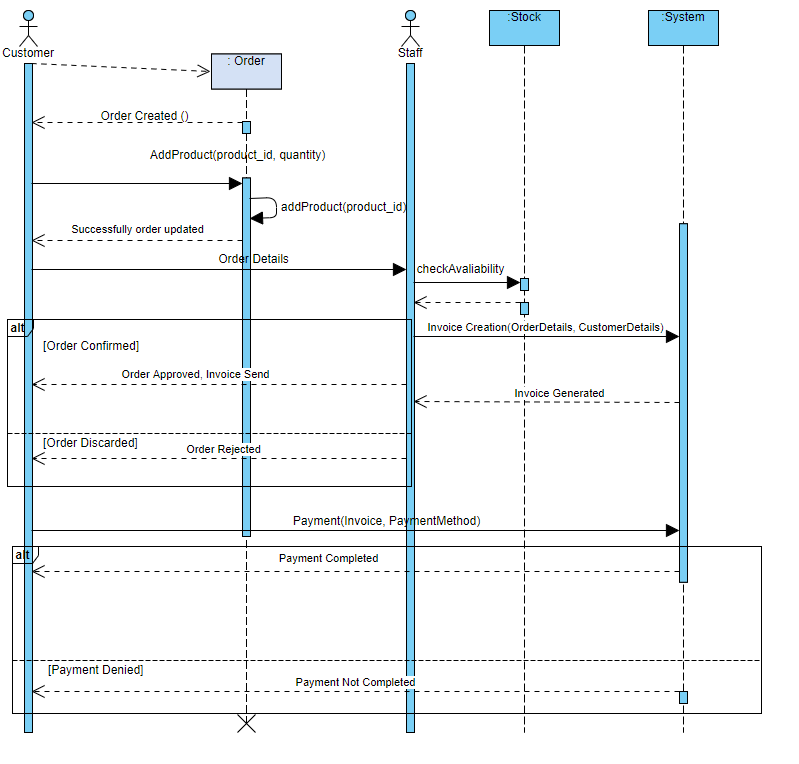 :Stock
:System
Customer
Staff
: Order
Order Created ()
AddProduct(product_id, quantity)
addProduct(product_id)
Successfully order updated
Order Details
checkAvaliability
alt
Invoice Creation(OrderDetails, CustomerDetails)
[Order Confirmed]
Order Approved, Invoice Send
Invoice Generated
[Order Discarded]
Order Rejected
Payment(Invoice, PaymentMethod)
alt
Payment Completed
[Payment Denied]
Payment Not Completed